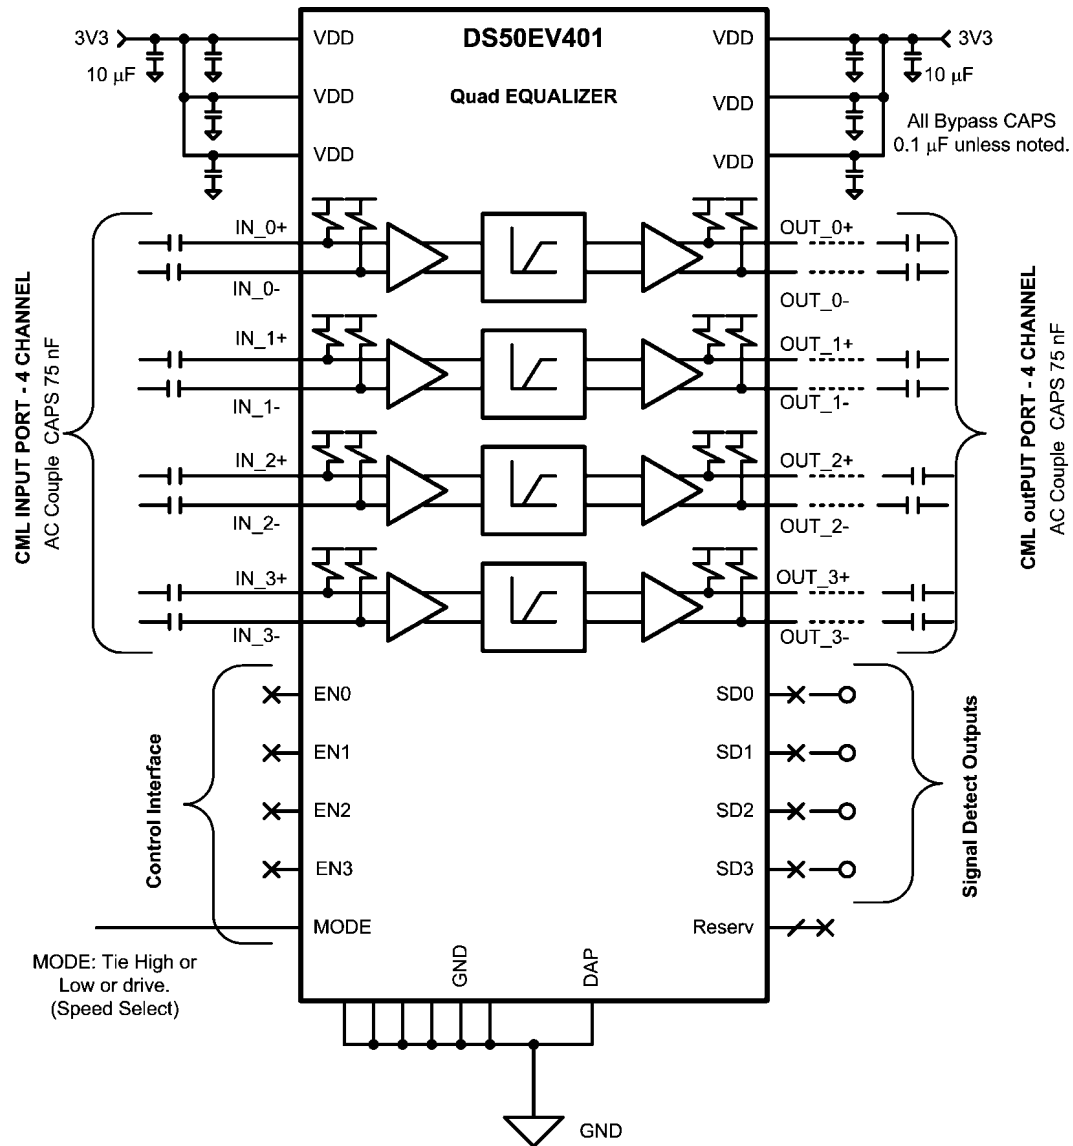 DS50EV401
Quad EQUALIZER
3V3
10 µF
VDD
VDD
VDD
VDD
VDD
VDD
3V3
10 µF
All Bypass CAPS
0.1 µF unless noted.
CML INPUT PORT - 4 CHANNEL
AC Couple CAPS 75 nF
IN_0+
IN_0-
IN_1+
IN_1-
IN_2+
IN_2-
IN_3+
IN_3-
OUT_0+
OUT_0-
OUT_1+
OUT_1-
OUT_2+
OUT_2-
OUT_3+
OUT_3-
CML outPUT PORT - 4 CHANNEL
AC Couple CAPS 75 nF
Control Interface
EN0
EN1
EN2
EN3
MODE
MODE: Tie High or
Low or drive.
(Speed Select)
SD0
SD1
SD2
SD3
Reserv
Signal Detect Outputs
GND
DAP
GND